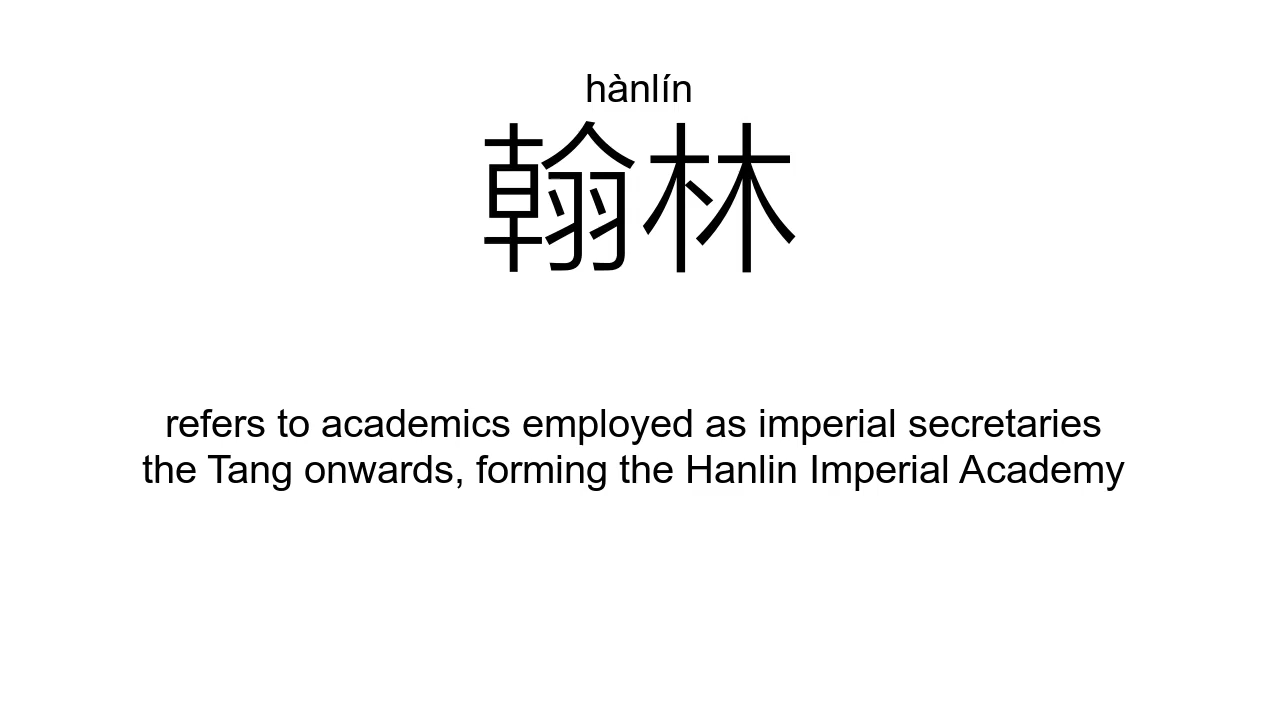 hànlín
翰林
refers to academics employed as imperial secretaries
the Tang onwards, forming the Hanlin Imperial Academy